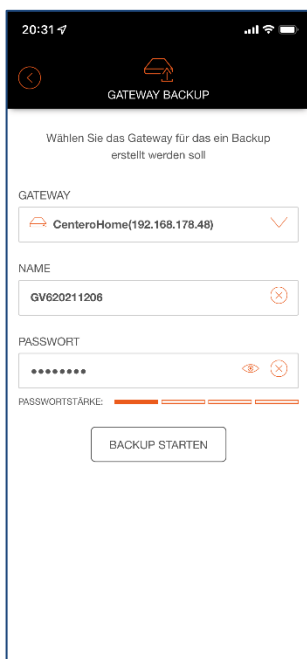 20:31
GATEWAY BACKUP
Wählen Sie das Gateway für das ein Backup
erstellt werden soll
GATEWAY
CenteroHome(192.168.178.48)
NAME
GV620211206
PASSWORT
••••••••
PASSWORTSTÄRKE:
BACKUP STARTEN